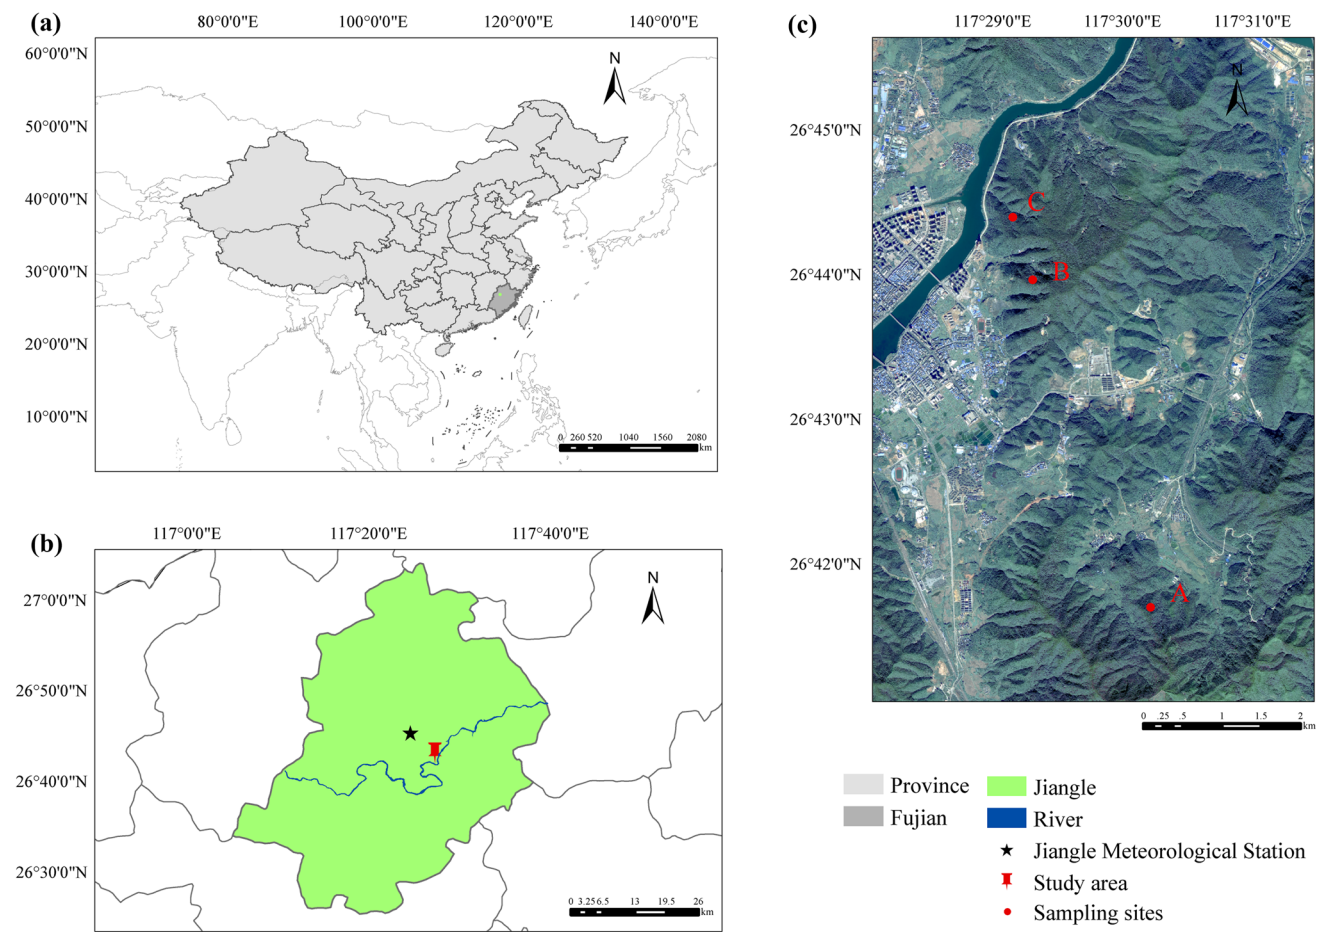 (a)
80°0'0"E 100°0'0"E 120°0'0"E 140°0'0"E
60°0'0"N
50°0'0"N
40°0'0"N
30°0'0"N
20°0'0"N
10°0'0"N
N
0 260 520 1040 1560 2080
km
(b)
117°0'0"E 117°20'0"E 117°40'0"E
27°0'0"N
26°50'0"N
26°40'0"N
26°30'0"N
N
0 3.25 6.5 13 19.5 26
km
(c)
117°29'0"E 117°30'0"E 117°31'0"E
26°45'0"N
26°44'0"N
26°43'0"N
26°42'0"N
N
C
B
A
0 .25 .5 1 1.5 2
km
Province
Fujian
Jiangle
River
Jiangle Meteorological Station
Study area
Sampling sites